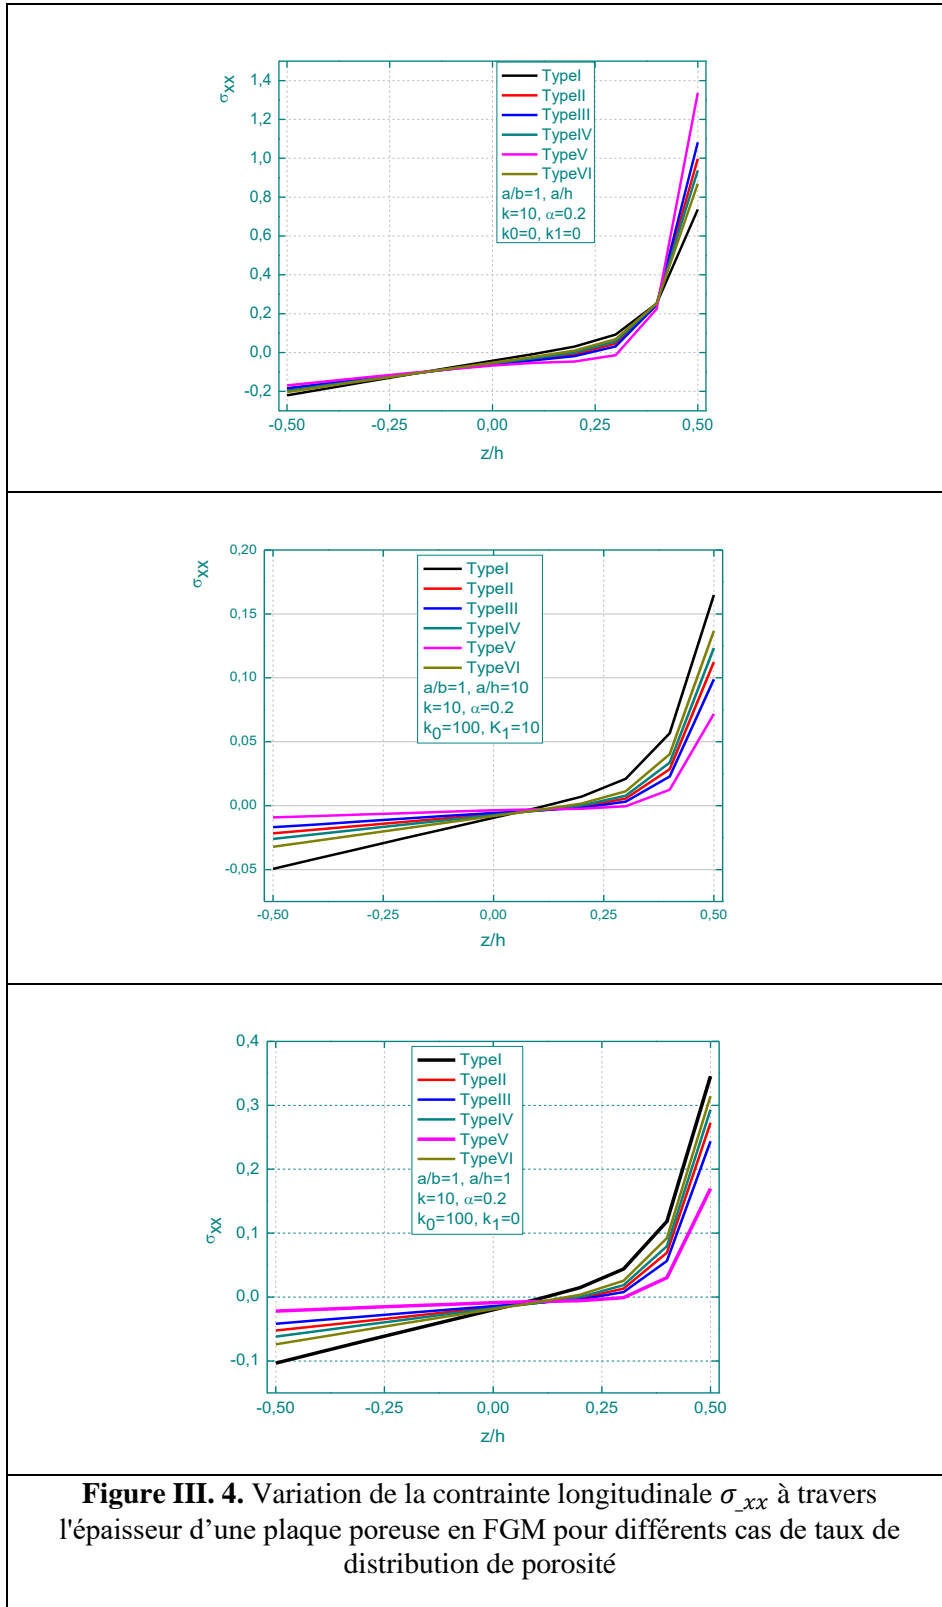 σxx
1,4
1,2
1,0
0,8
0,6
0,4
0,2
0,0
-0,2
TypeI
TypeII
TypeIII
TypeIV
TypeV
TypeVI
a/b=1, a/h
k=10, α=0.2
k0=0, k1=0
-0,50 -0,25 0,00 0,25 0,50
z/h
σxx
0,20
0,15
0,10
0,05
0,00
-0,05
TypeI
TypeII
TypeIII
TypeIV
TypeV
TypeVI
a/b=1, a/h=10
k=10, α=0.2
k0=100, K1=10
-0,50 -0,25 0,00 0,25 0,50
z/h
σxx
0,4
0,3
0,2
0,1
0,0
-0,1
TypeI
TypeII
TypeIII
TypeIV
TypeV
TypeVI
a/b=1, a/h=1
k=10, α=0.2
k0=100, k1=0
-0,50 -0,25 0,00 0,25 0,50
z/h
Figure III. 4. Variation de la contrainte longitudinale σ_xx à travers
l'épaisseur d’une plaque poreuse en FGM pour différents cas de taux de
distribution de porosité